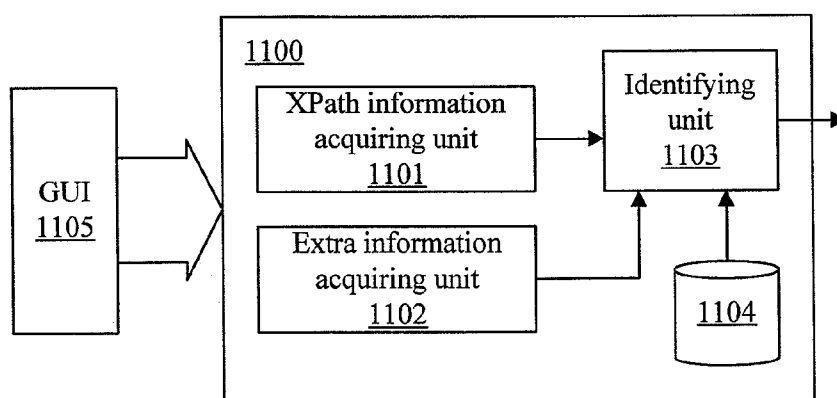 1100
XPath information
acquiring unit
1101
Identifying
unit
1103
GUI
1105
Extra information
acquiring unit
1102
1104